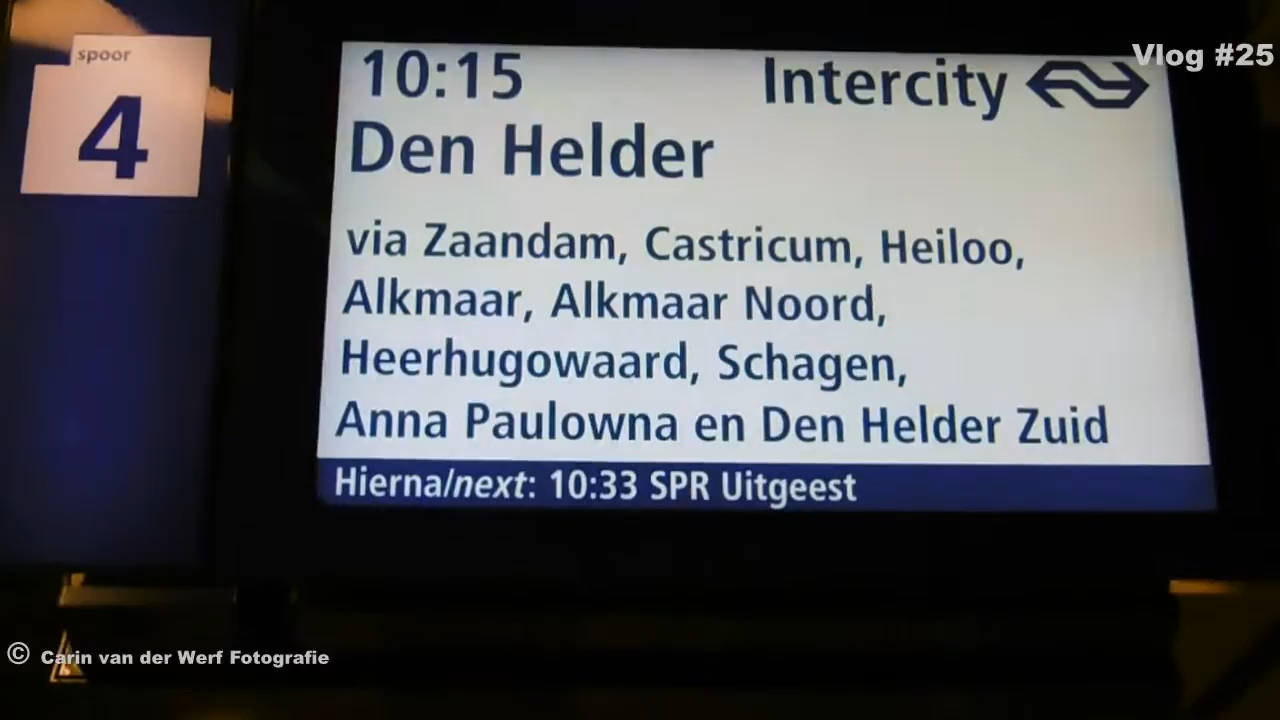 spoor
4
10:15 Intercity
Den Helder
via Zaandam, Castricum, Heiloo,
Alkmaar, Alkmaar Noord,
Heerhugowaard, Schagen,
Anna Paulowna en Den Helder Zuid
Hierna/next: 10:33 SPR Uitgeest
Vlog #25
© Carin van der Werf Fotografie